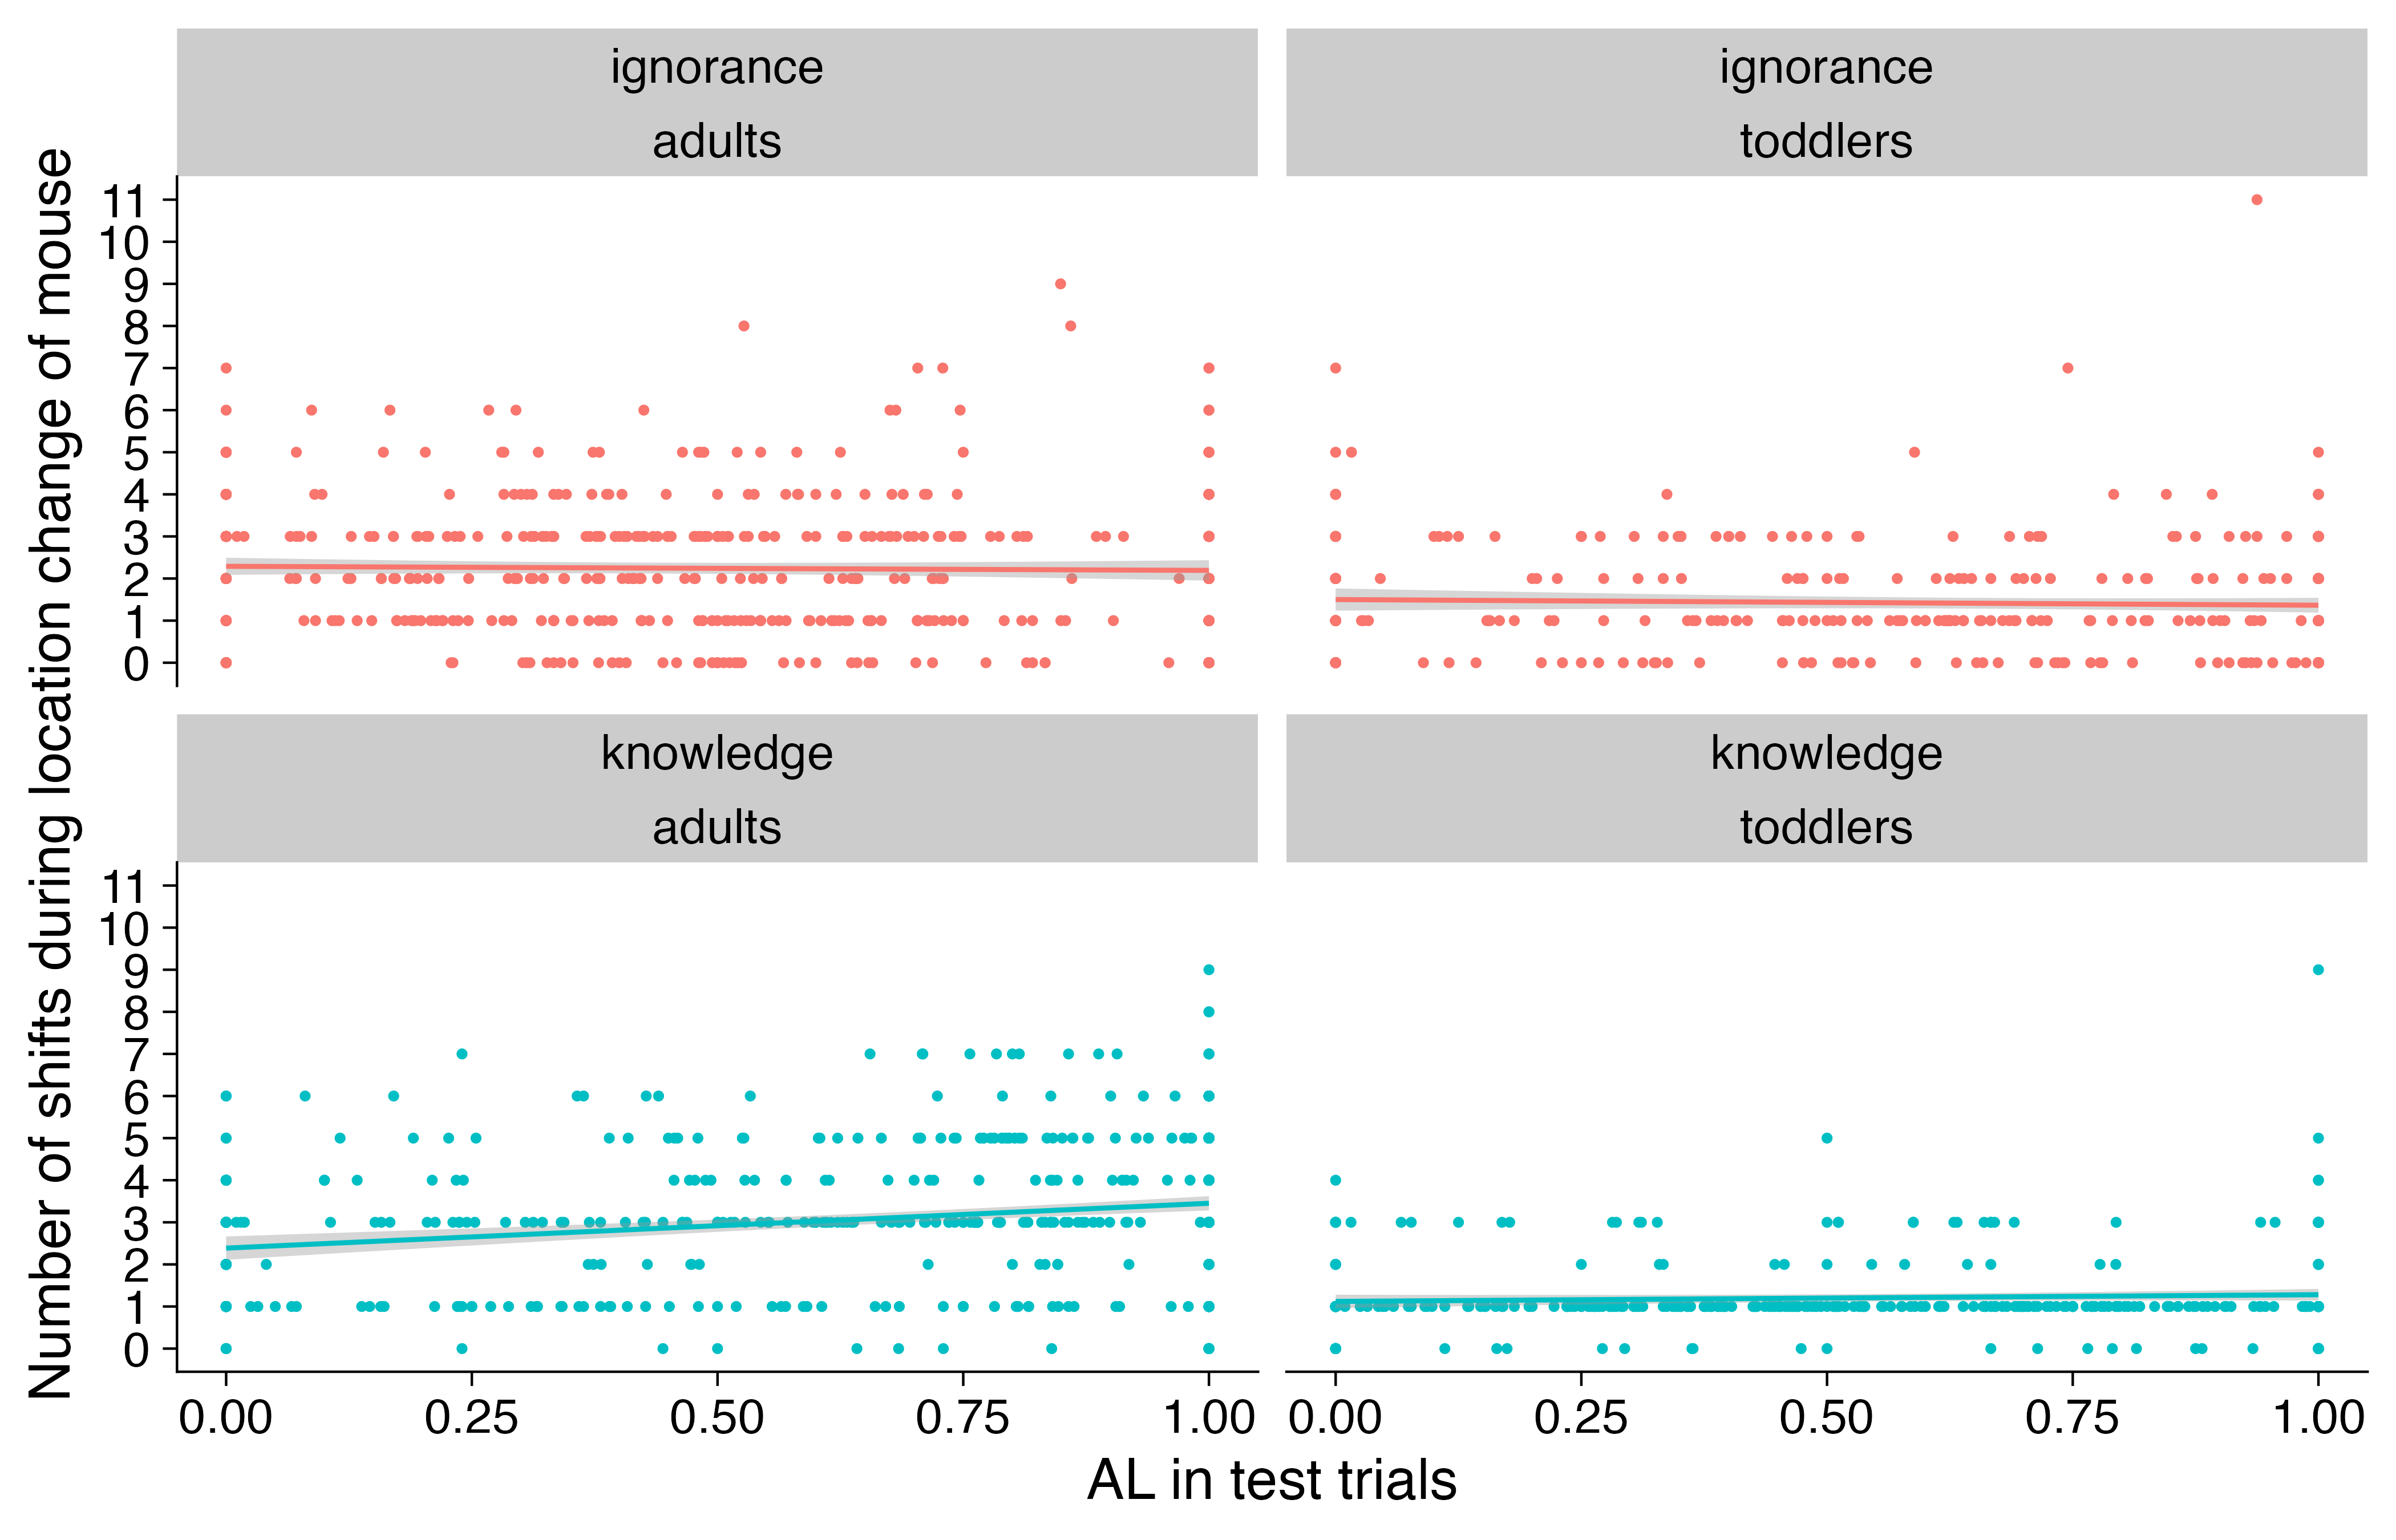 ignorance
adults
ignorance
toddlers
Number of shifts during location change of mouse
11
10
9
8
7
6
5
4
3
2
1
0
knowledge
adults
knowledge
toddlers
11
10
9
8
7
6
5
4
3
2
1
0
0.00 0.25 0.50 0.75 1.00
0.00 0.25 0.50 0.75 1.00
AL in test trials